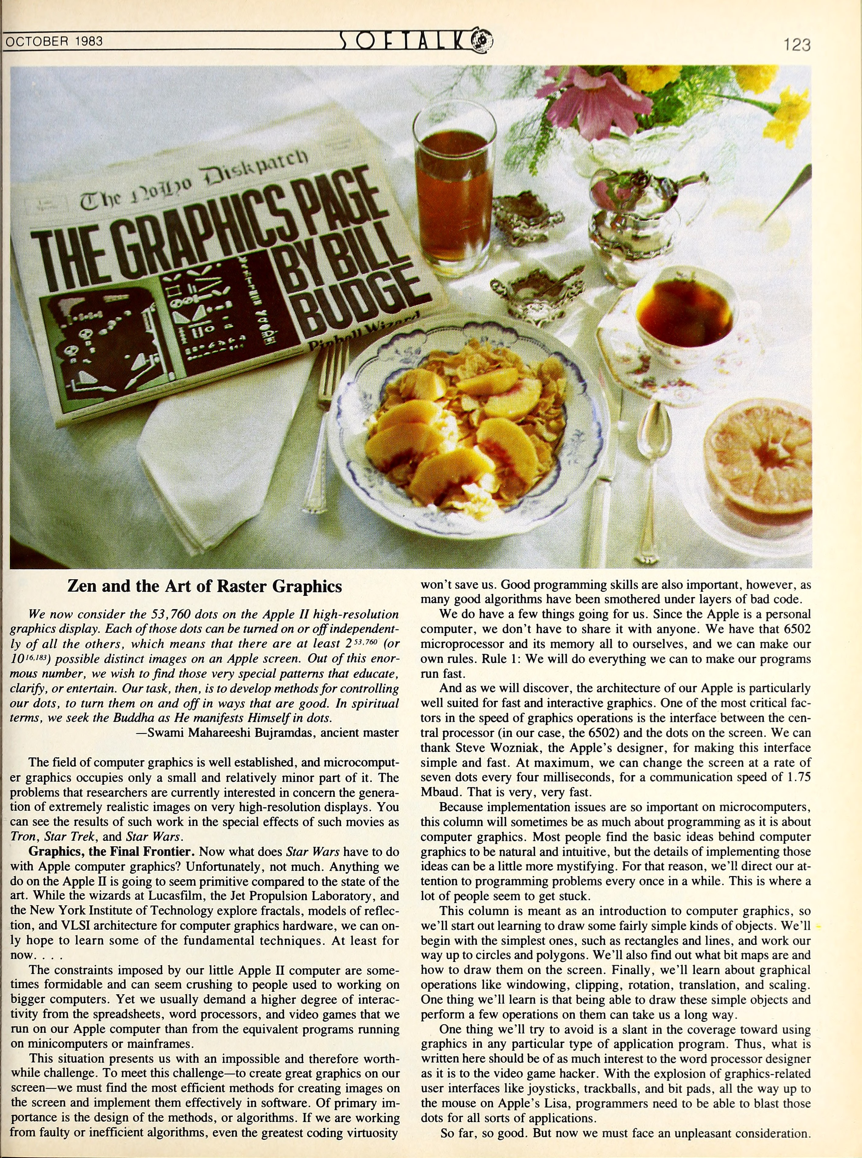 OCTOBER 1983
SOFTALK
123
The NoHo Diskpatch
THE GRAPHICS PAGE
BY BILL
BUDGE
Pinball Wizard
Zen and the Art of Raster Graphics
We now consider the 53,760 dots on the Apple II high-resolution
graphics display. Each of those dots can be turned on or off independent-
ly of all the others, which means that there are at least 2^53,760 (or
10^16,183) possible distinct images on an Apple screen. Out of this enor-
mous number, we wish to find those very special patterns that educate,
clarify, or entertain. Our task, then, is to develop methods for controlling
our dots, to turn them on and off in ways that are good. In spiritual
terms, we seek the Buddha as He manifests Himself in dots.
—Swami Mahareeshi Bujramdas, ancient master
The field of computer graphics is well established, and microcomput-
er graphics occupies only a small and relatively minor part of it. The
problems that researchers are currently interested in concern the genera-
tion of extremely realistic images on very high-resolution displays. You
can see the results of such work in the special effects of such movies as
Tron, Star Trek, and Star Wars.
Graphics, the Final Frontier. Now what does Star Wars have to do
with Apple computer graphics? Unfortunately, not much. Anything we
do on the Apple II is going to seem primitive compared to the state of the
art. While the wizards at Lucasfilm, the Jet Propulsion Laboratory, and
the New York Institute of Technology explore fractals, models of reflec-
tion, and VLSI architecture for computer graphics hardware, we can on-
ly hope to learn some of the fundamental techniques. At least for
now. . . .
The constraints imposed by our little Apple II computer are some-
times formidable and can seem crushing to people used to working on
bigger computers. Yet we usually demand a higher degree of interac-
tivity from the spreadsheets, word processors, and video games that we
run on our Apple computer than from the equivalent programs running
on minicomputers or mainframes.
This situation presents us with an impossible and therefore worth-
while challenge. To meet this challenge—to create great graphics on our
screen—we must find the most efficient methods for creating images on
the screen and implement them effectively in software. Of primary im-
portance is the design of the methods, or algorithms. If we are working
from faulty or inefficient algorithms, even the greatest coding virtuosity
won't save us. Good programming skills are also important, however, as
many good algorithms have been smothered under layers of bad code.
We do have a few things going for us. Since the Apple is a personal
computer, we don't have to share it with anyone. We have that 6502
microprocessor and its memory all to ourselves, and we can make our
own rules. Rule 1: We will do everything we can to make our programs
run fast.
And as we will discover, the architecture of our Apple is particularly
well suited for fast and interactive graphics. One of the most critical fac-
tors in the speed of graphics operations is the interface between the cen-
tral processor (in our case, the 6502) and the dots on the screen. We can
thank Steve Wozniak, the Apple's designer, for making this interface
simple and fast. At maximum, we can change the screen at a rate of
seven dots every four milliseconds, for a communication speed of 1.75
Mbaud. That is very, very fast.
Because implementation issues are so important on microcomputers,
this column will sometimes be as much about programming as it is about
computer graphics. Most people find the basic ideas behind computer
graphics to be natural and intuitive, but the details of implementing those
ideas can be a little more mystifying. For that reason, we'll direct our at-
tention to programming problems every once in a while. This is where a
lot of people seem to get stuck.
This column is meant as an introduction to computer graphics, so
we'll start out learning to draw some fairly simple kinds of objects. We'll
begin with the simplest ones, such as rectangles and lines, and work our
way up to circles and polygons. We'll also find out what bit maps are and
how to draw them on the screen. Finally, we'll learn about graphical
operations like windowing, clipping, rotation, translation, and scaling.
One thing we'll learn is that being able to draw these simple objects and
perform a few operations on them can take us a long way.
One thing we'll try to avoid is a slant in the coverage toward using
graphics in any particular type of application program. Thus, what is
written here should be of as much interest to the word processor designer
as it is to the video game hacker. With the explosion of graphics-related
user interfaces like joysticks, trackballs, and bit pads, all the way up to
the mouse on Apple's Lisa, programmers need to be able to blast those
dots for all sorts of applications.
So far, so good. But now we must face an unpleasant consideration.